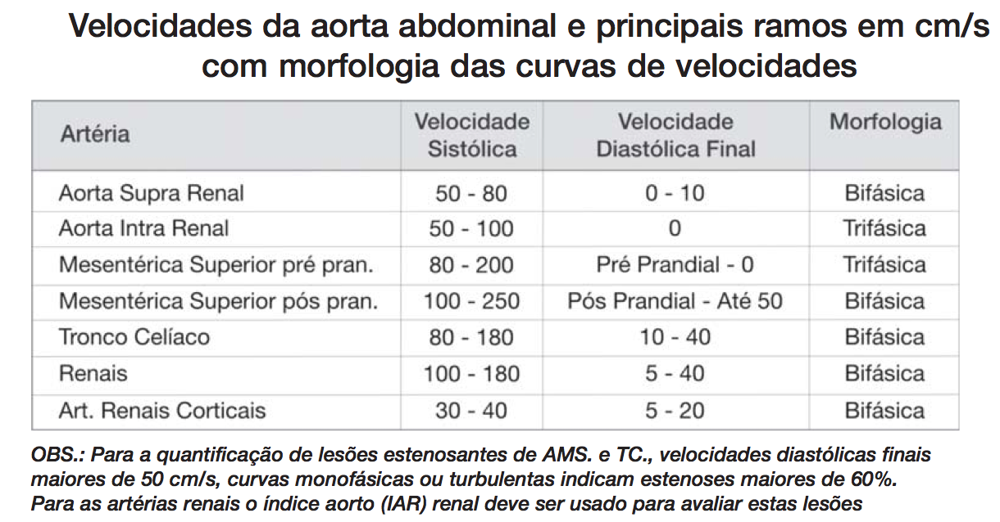 Velocidades da aorta abdominal e principais ramos em cm/s
com morfologia das curvas de velocidades
Artéria Velocidade Sistólica Velocidade Diastólica Final Morfologia
Aorta Supra Renal 50 - 80 0 - 10 Bifásica
Aorta Intra Renal 50 - 100 0 Trifásica
Mesentérica Superior pré pran. 80 - 200 Pré Prandial - 0 Trifásica
Mesentérica Superior pós pran. 100 - 250 Pós Prandial - Até 50 Bifásica
Tronco Celíaco 80 - 180 10 - 40 Bifásica
Renais 100 - 180 5 - 40 Bifásica
Art. Renais Corticais 30 - 40 5 - 20 Bifásica
OBS.: Para a quantificação de lesões estenosantes de AMS. e TC., velocidades diastólicas finais
maiores de 50 cm/s, curvas monofásicas ou turbulentas indicam estenoses maiores de 60%.
Para as artérias renais o índice aorto (IAR) renal deve ser usado para avaliar estas lesões